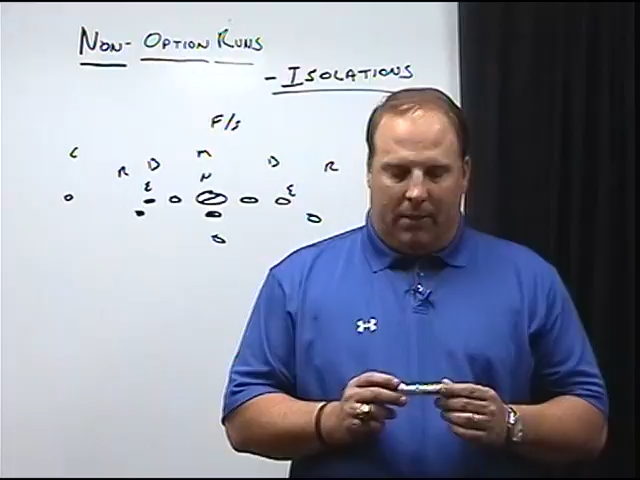 NON-OPTION RUNS
- ISOLATIONS
F/S
C R B M B R
E N E